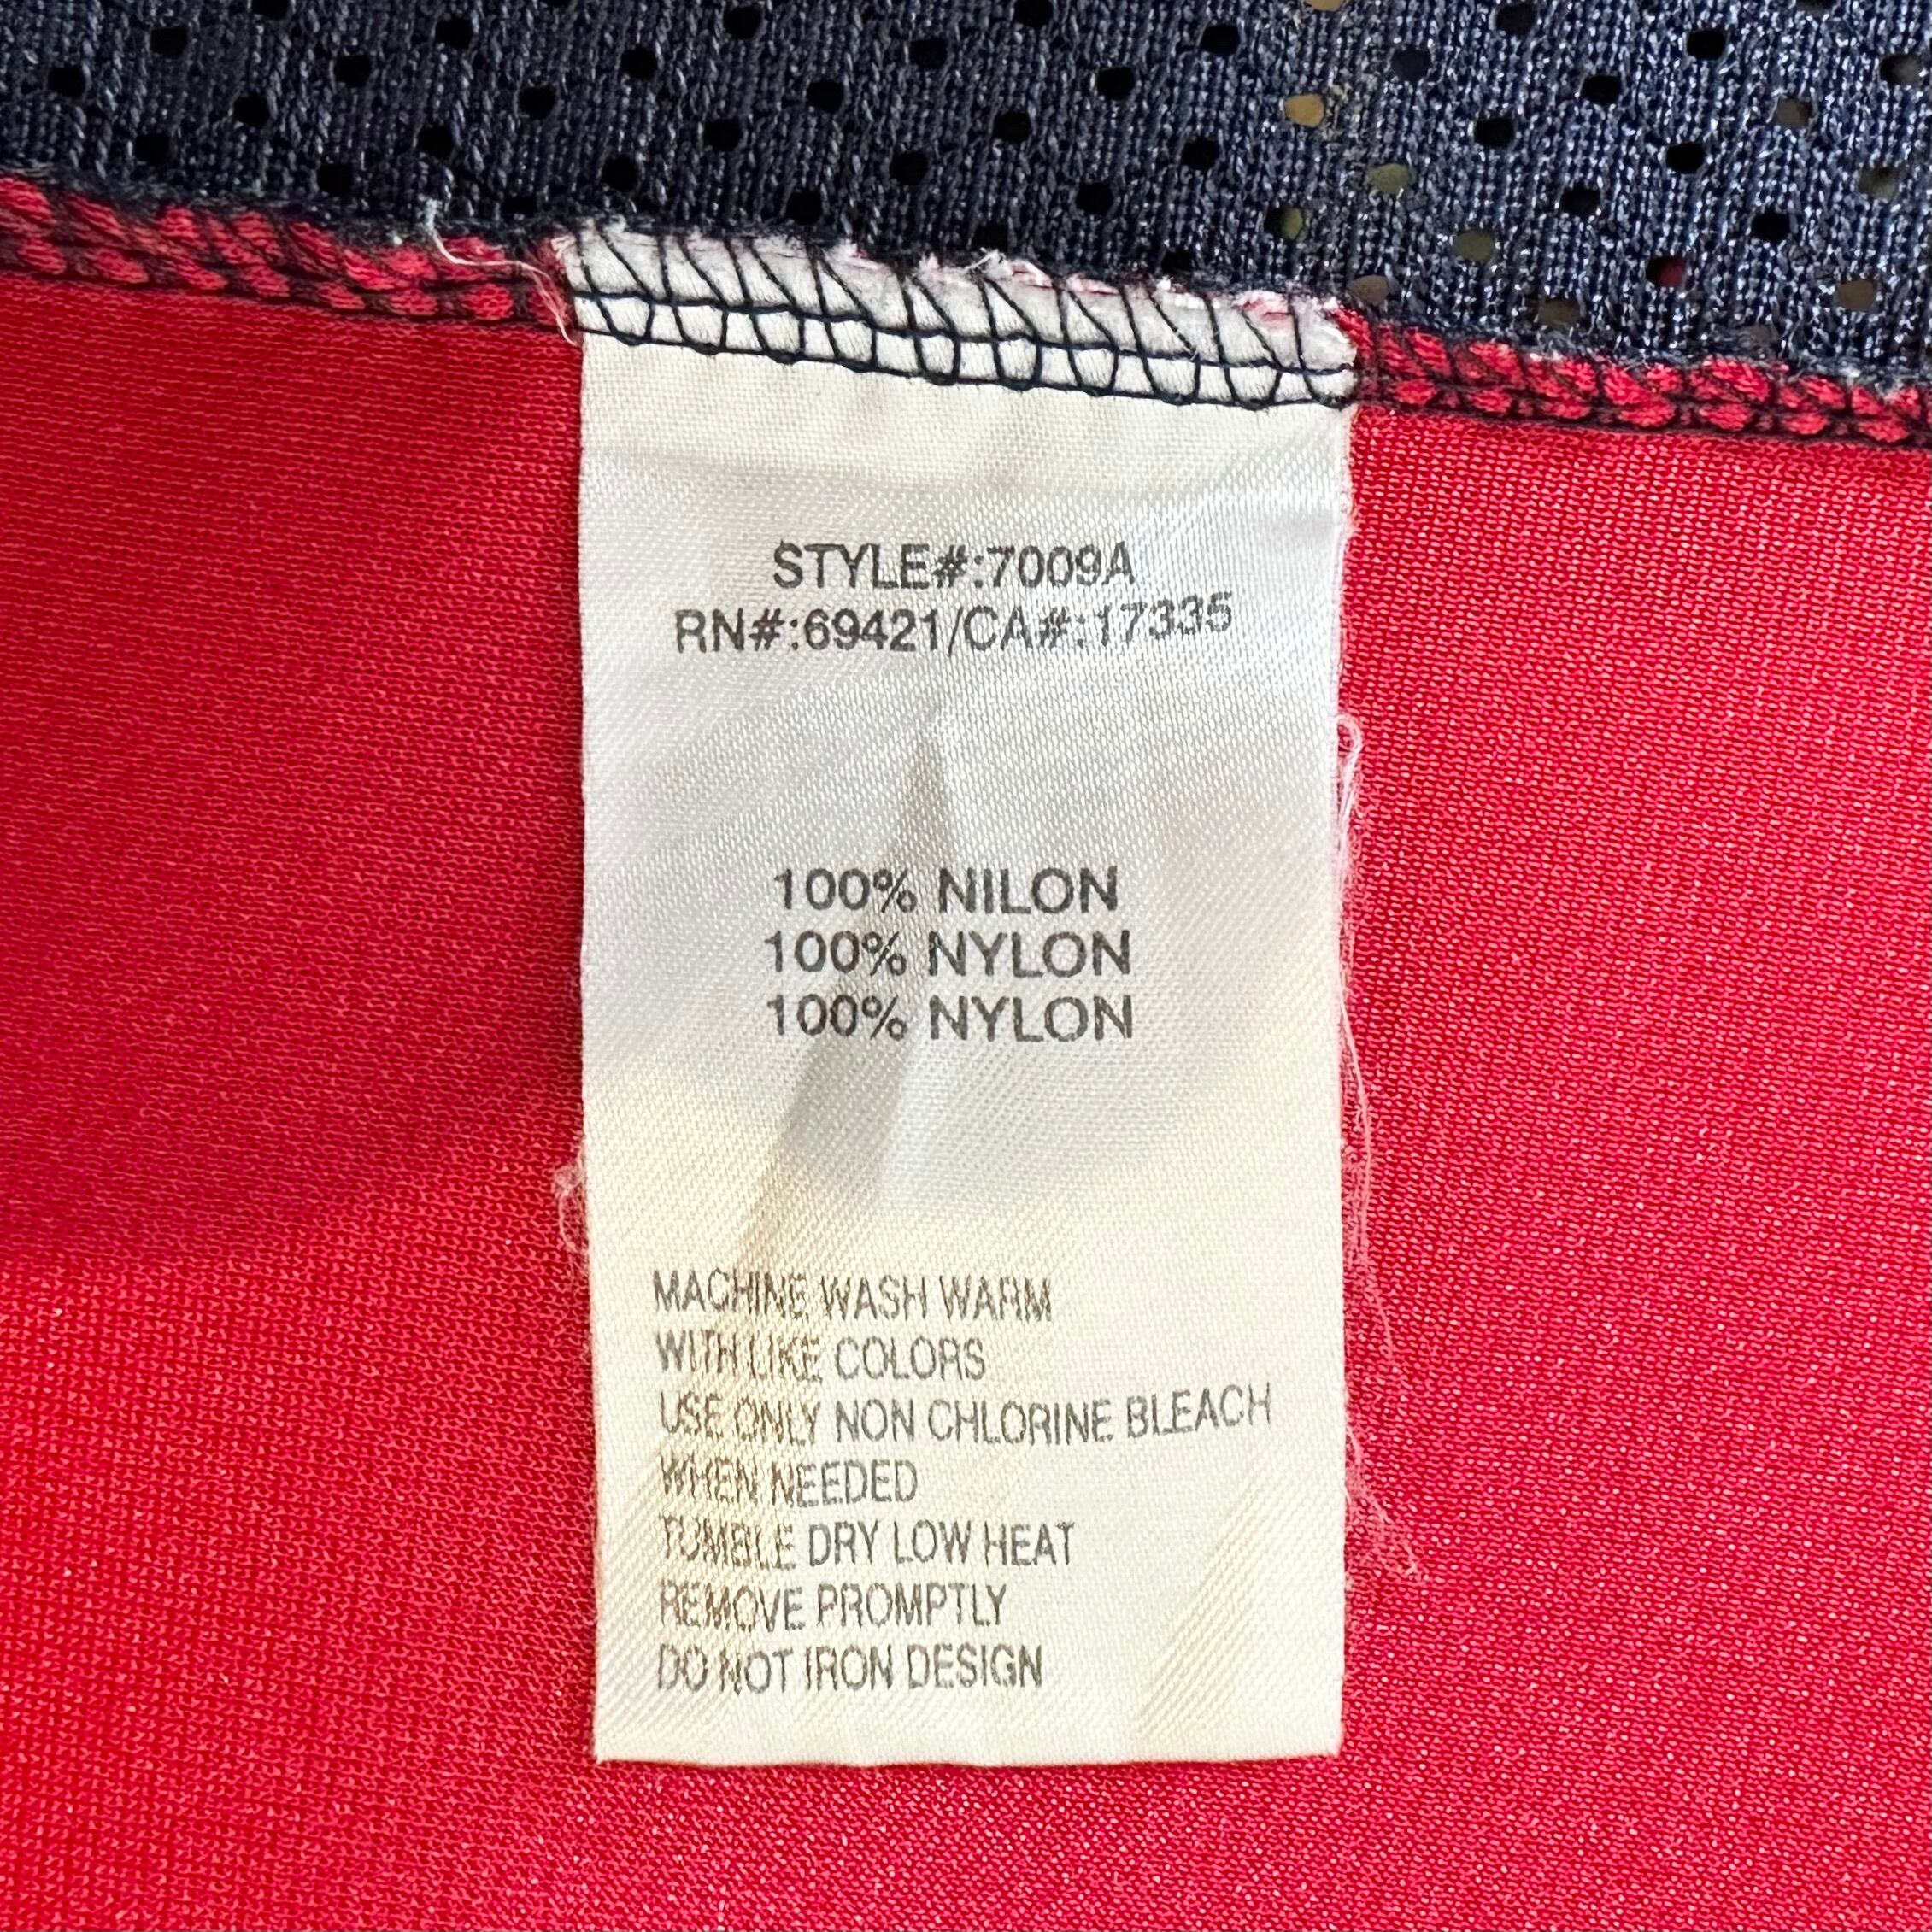 STYLE#:7009A
RN#:69421/CA#:17335
100% NILON
100% NYLON
100% NYLON
MACHINE WASH WARM
WITH LIKE COLORS
USE ONLY NON CHLORINE BLEACH
WHEN NEEDED
TUMBLE DRY LOW HEAT
REMOVE PROMPTLY
DO NOT IRON DESIGN